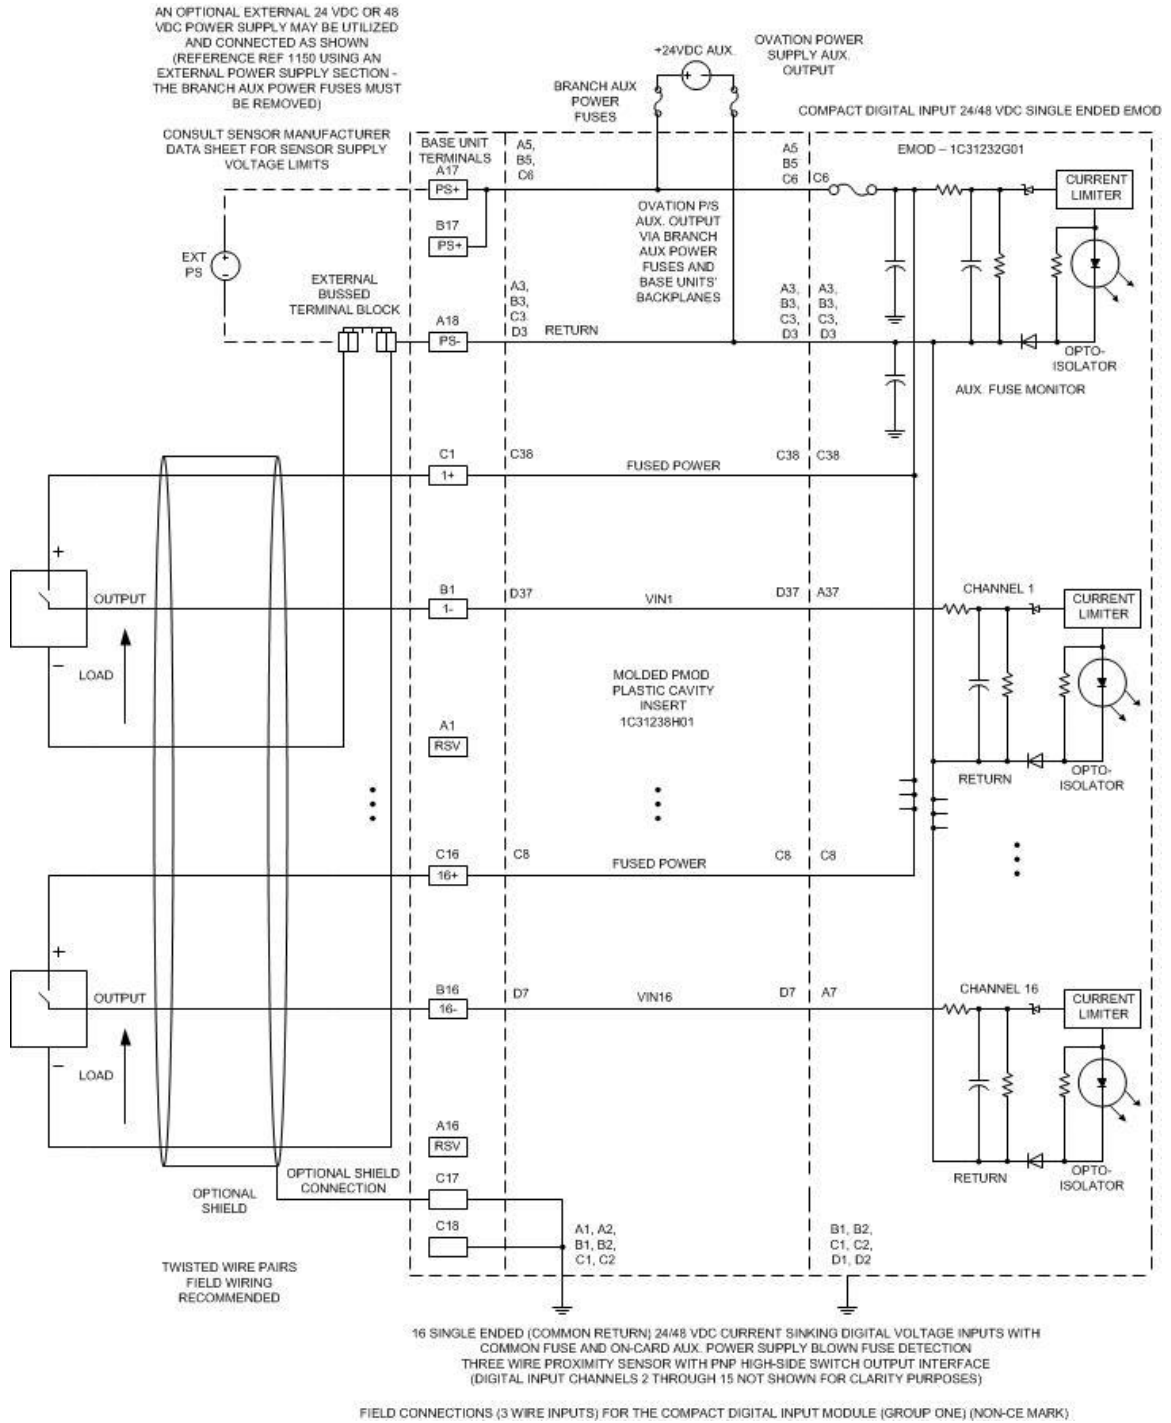 AN OPTIONAL EXTERNAL 24 VDC OR 48
VDC POWER SUPPLY MAY BE UTILIZED
AND CONNECTED AS SHOWN
(REFERENCE REF 1150 USING AN
EXTERNAL POWER SUPPLY SECTION -
THE BRANCH AUX POWER FUSES MUST
BE REMOVED)
CONSULT SENSOR MANUFACTURER
DATA SHEET FOR SENSOR SUPPLY
VOLTAGE LIMITS
+24VDC AUX.
OVATION POWER
SUPPLY AUX.
OUTPUT
+ -
BRANCH AUX
POWER
FUSES
COMPACT DIGITAL INPUT 24/48 VDC SINGLE ENDED EMOD
BASE UNIT
TERMINALS
EMOD – 1C31232G01
A17
PS+
A5,
B5,
C6
A5
B5
C6
C6
CURRENT
LIMITER
B17
PS+
OVATION P/S
AUX. OUTPUT
VIA BRANCH
AUX POWER
FUSES AND
BASE UNITS'
BACKPLANES
EXT
PS
+
-
EXTERNAL
BUSSED
TERMINAL BLOCK
A18
PS-
A3,
B3,
C3.
D3
RETURN
A3,
B3,
C3,
D3
A3,
B3,
C3,
D3
OPTO-
ISOLATOR
AUX. FUSE MONITOR
C1
1+
C38
FUSED POWER
C38
C38
+
OUTPUT
B1
1-
D37
VIN1
D37
A37
CHANNEL 1
CURRENT
LIMITER
–
LOAD
MOLDED PMOD
PLASTIC CAVITY
INSERT
1C31238H01
A1
RSV
RETURN
OPTO-
ISOLATOR
C16
16+
C8
FUSED POWER
C8
C8
+
OUTPUT
B16
16-
D7
VIN16
D7
A7
CHANNEL 16
CURRENT
LIMITER
–
LOAD
A16
RSV
RETURN
OPTO-
ISOLATOR
OPTIONAL SHIELD
CONNECTION
C17
OPTIONAL
SHIELD
C18
A1, A2,
B1, B2,
C1, C2
B1, B2,
C1, C2,
D1, D2
TWISTED WIRE PAIRS
FIELD WIRING
RECOMMENDED
16 SINGLE ENDED (COMMON RETURN) 24/48 VDC CURRENT SINKING DIGITAL VOLTAGE INPUTS WITH
COMMON FUSE AND ON-CARD AUX. POWER SUPPLY BLOWN FUSE DETECTION
THREE WIRE PROXIMITY SENSOR WITH PNP HIGH-SIDE SWITCH OUTPUT INTERFACE
(DIGITAL INPUT CHANNELS 2 THROUGH 15 NOT SHOWN FOR CLARITY PURPOSES)
FIELD CONNECTIONS (3 WIRE INPUTS) FOR THE COMPACT DIGITAL INPUT MODULE (GROUP ONE) (NON-CE MARK)